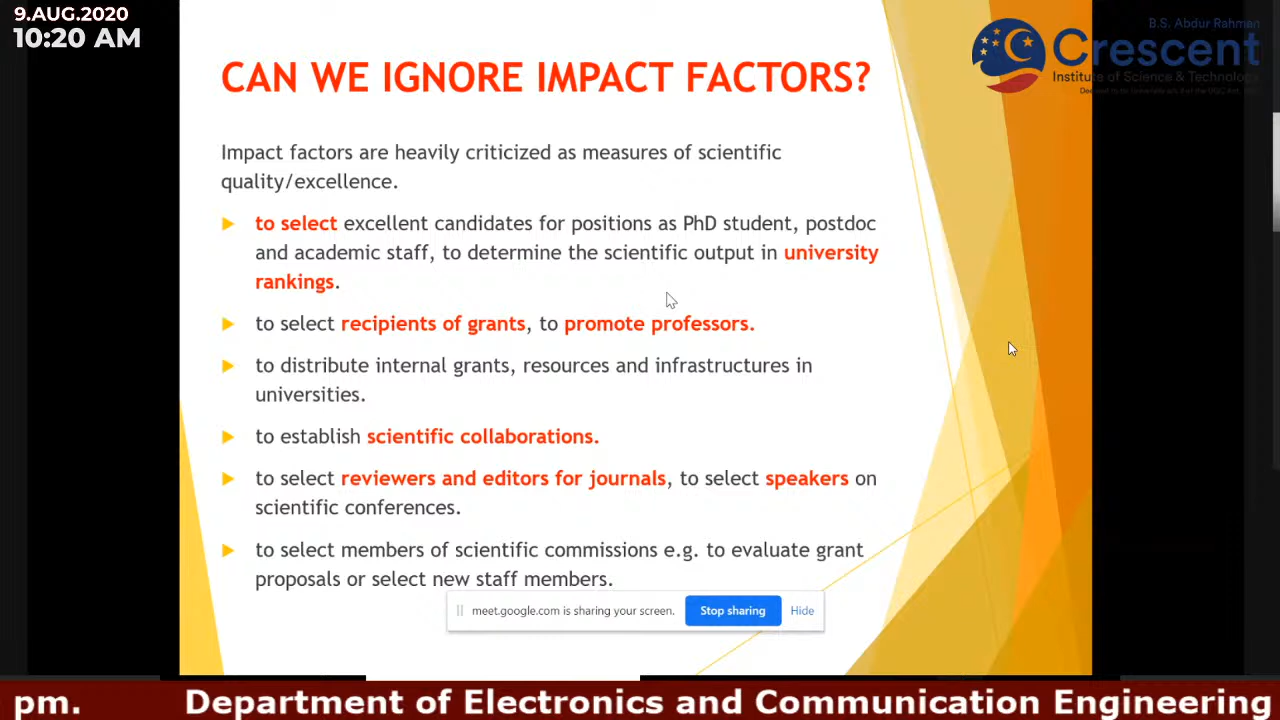 9.AUG.2020
10:20 AM
B.S. Abdur Rahman
Crescent
Institute of Science & Technology
CAN WE IGNORE IMPACT FACTORS?
Impact factors are heavily criticized as measures of scientific
quality/excellence.
to select excellent candidates for positions as PhD student, postdoc
and academic staff, to determine the scientific output in university
rankings.
to select recipients of grants, to promote professors.
to distribute internal grants, resources and infrastructures in
universities.
to establish scientific collaborations.
to select reviewers and editors for journals, to select speakers on
scientific conferences.
to select members of scientific commissions e.g. to evaluate grant
proposals or select new staff members.
meet.google.com is sharing your screen. Stop sharing Hide
pm. Department of Electronics and Communication Engineering